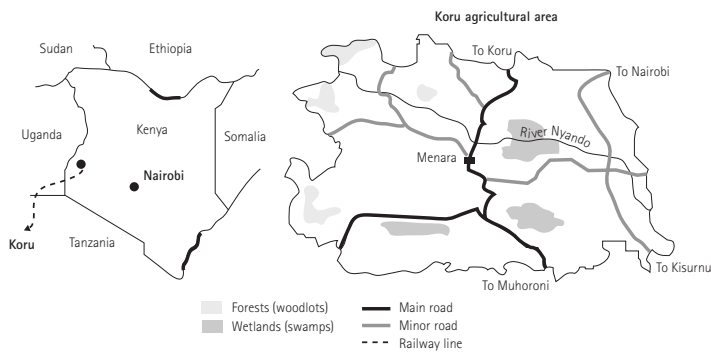 Koru agricultural area
Sudan
Ethiopia
Uganda
Kenya
Somalia
Nairobi
Koru
Tanzania
To Koru
To Nairobi
River Nyando
Menara
To Kisurnu
To Muhoroni
Forests (woodlots)
Wetlands (swamps)
Main road
Minor road
Railway line